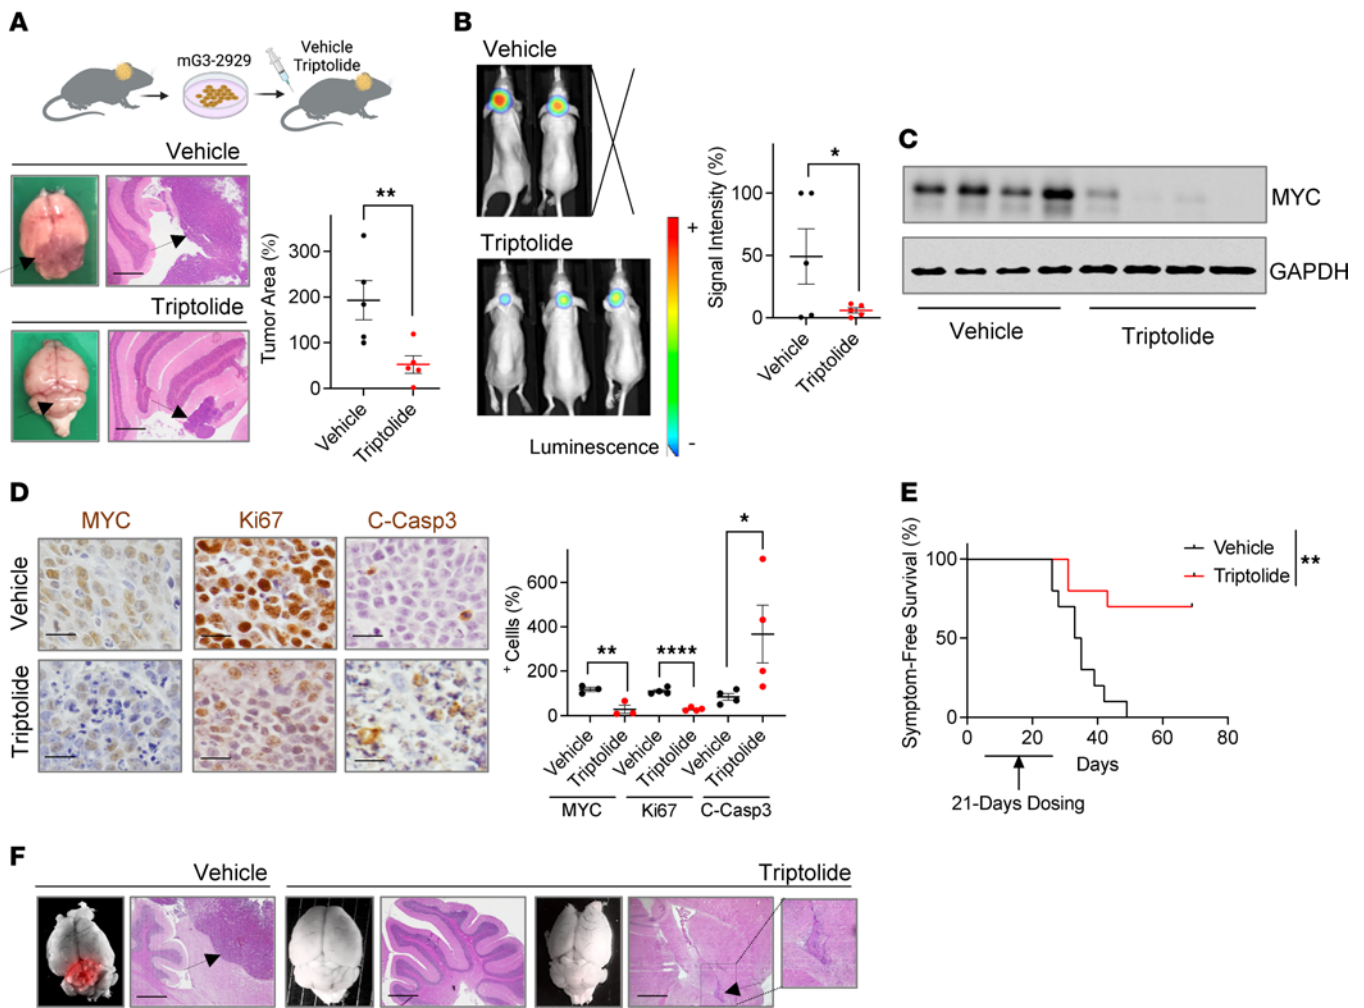 A
mG3-2929
Vehicle
Triptolide
Vehicle
Triptolide
Tumor Area (%)
300
200
100
0
**
Vehicle
Triptolide
B
Vehicle
Triptolide
Luminescence
+
-
Signal Intensity (%)
100
50
0
*
Vehicle
Triptolide
C
MYC
GAPDH
Vehicle
Triptolide
D
MYC
Ki67
C-Casp3
Vehicle
Triptolide
+ Cellls (%)
600
400
200
0
**
****
*
Vehicle
Triptolide
Vehicle
Triptolide
Vehicle
Triptolide
MYC
Ki67
C-Casp3
E
Symptom-Free Survival (%)
100
50
0
0
20
40
60
80
Days
21-Days Dosing
Vehicle
Triptolide
**
F
Vehicle
Triptolide